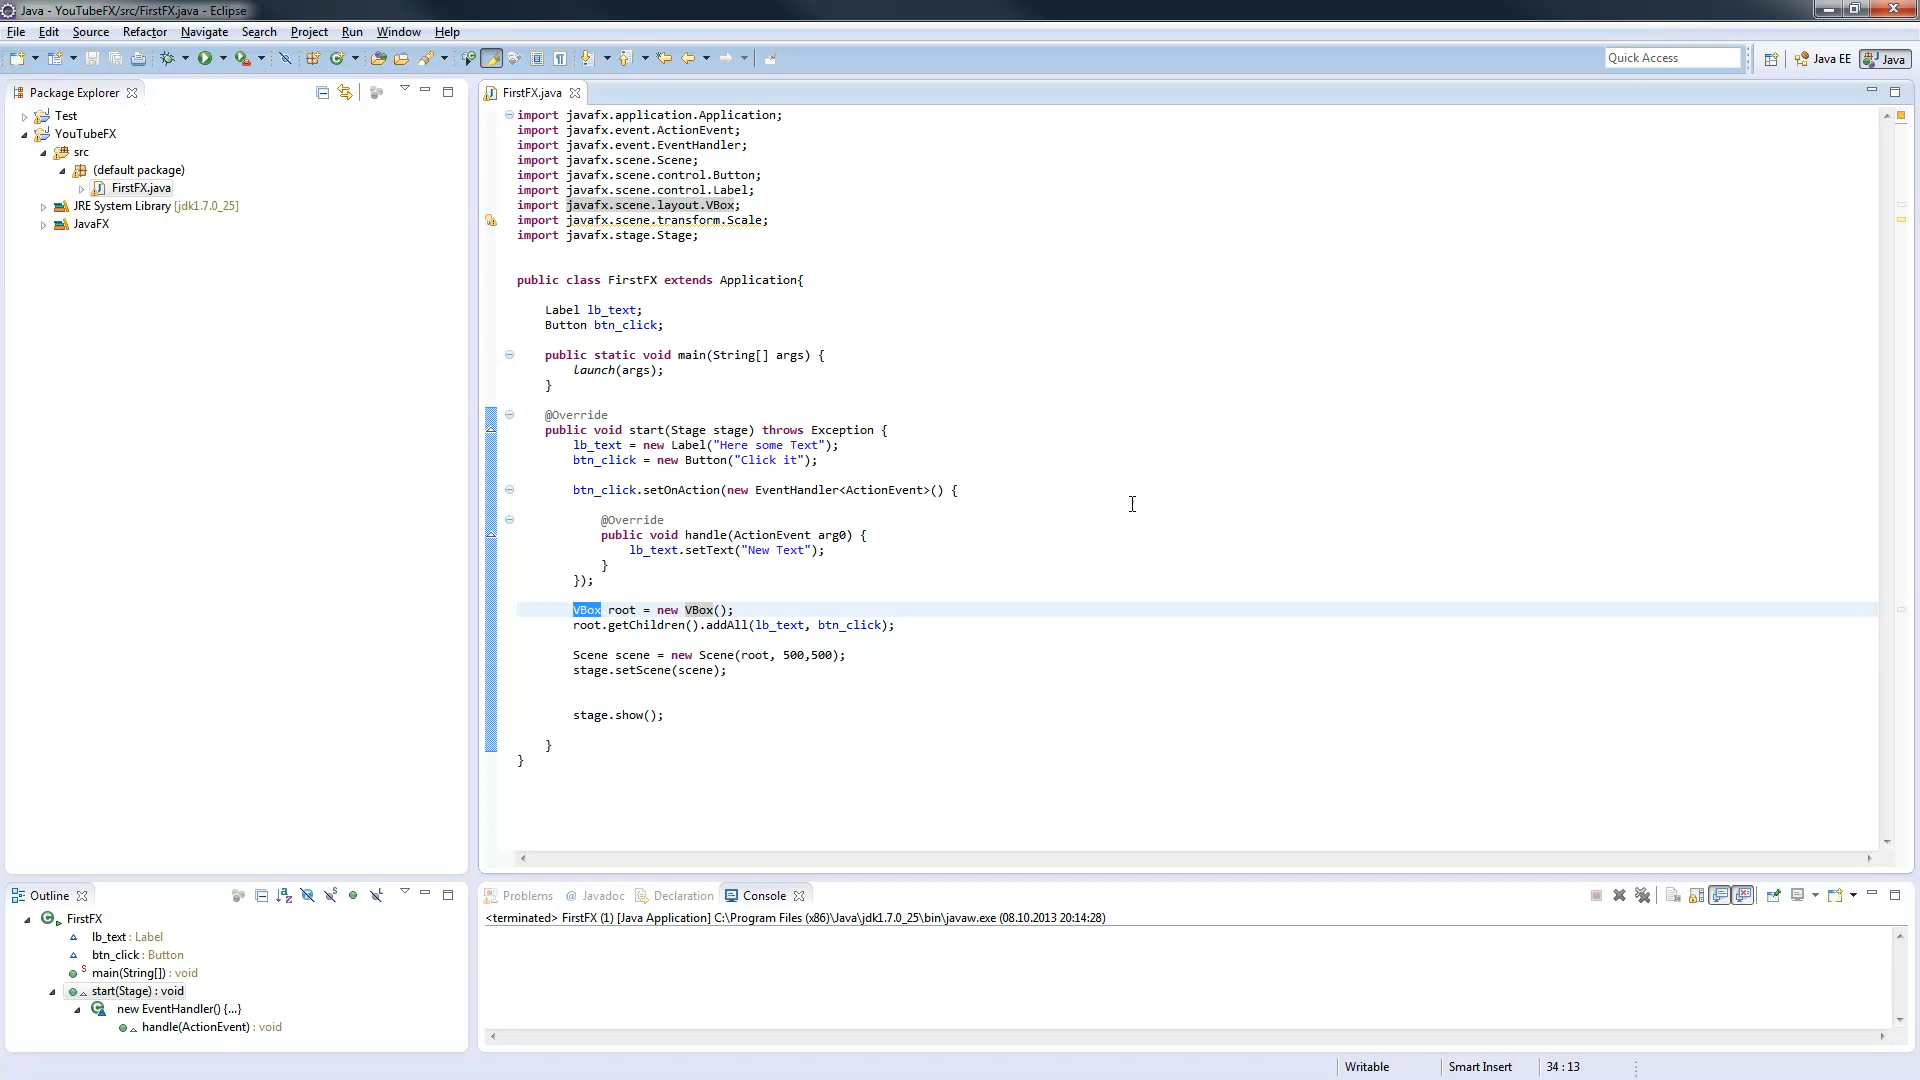 Java - YouTubeFX/src/FirstFX.java - Eclipse
File Edit Source Refactor Navigate Search Project Run Window Help
Quick Access
Java EE
Java
Package Explorer
Test
YouTubeFX
src
(default package)
FirstFX.java
JRE System Library [jdk1.7.0_25]
JavaFX
FirstFX.java
import javafx.application.Application;
import javafx.event.ActionEvent;
import javafx.event.EventHandler;
import javafx.scene.Scene;
import javafx.scene.control.Button;
import javafx.scene.control.Label;
import javafx.scene.layout.VBox;
import javafx.scene.transform.Scale;
import javafx.stage.Stage;
public class FirstFX extends Application{
Label lb_text;
Button btn_click;
public static void main(String[] args) {
launch(args);
}
@Override
public void start(Stage stage) throws Exception {
lb_text = new Label("Here some Text");
btn_click = new Button("Click it");
btn_click.setOnAction(new EventHandler<ActionEvent>() {
@Override
public void handle(ActionEvent arg0) {
lb_text.setText("New Text");
}
});
VBox root = new VBox();
root.getChildren().addAll(lb_text, btn_click);
Scene scene = new Scene(root, 500,500);
stage.setScene(scene);
stage.show();
}
}
Outline
FirstFX
lb_text : Label
btn_click : Button
main(String[]) : void
start(Stage) : void
new EventHandler() {...}
handle(ActionEvent) : void
Problems @ Javadoc Declaration Console
<terminated> FirstFX (1) [Java Application] C:\Program Files (x86)\Java\jdk1.7.0_25\bin\javaw.exe (08.10.2013 20:14:28)
Writable
Smart Insert
34 : 13